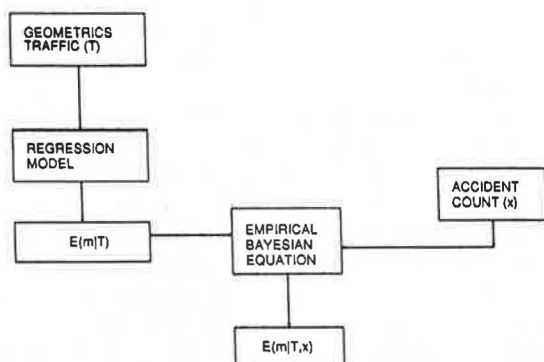 GEOMETRICS
TRAFFIC (T)
REGRESSION
MODEL
ACCIDENT
COUNT (x)
E(m|T)
EMPIRICAL
BAYESIAN
EQUATION
E(m|T,x)